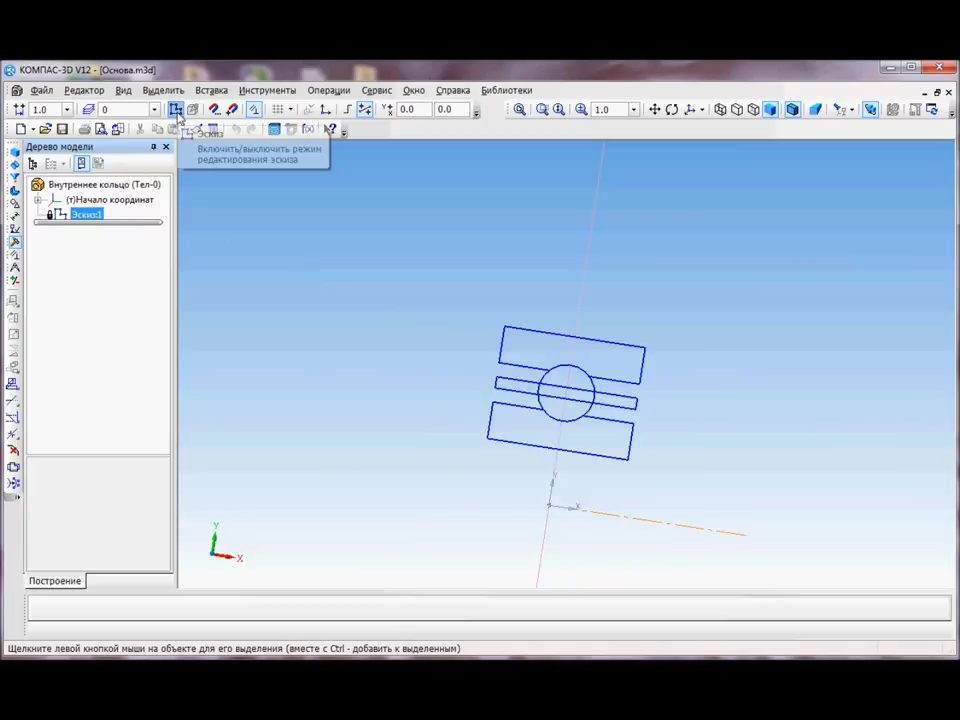 КОМПАС-3D V12 - [Основа.m3d]
Файл Редактор Вид Выделить Вставка Инструменты Операции Сервис Окно Справка Библиотеки
1.0 0 0.0 0.0 1.0
Эскиз
Включить/выключить режим
редактирования эскиза
Дерево модели
Внутреннее кольцо (Тел-0)
(т)Начало координат
Эскиз:1
Y
X
Y
X
Построение
Щелкните левой кнопкой мыши на объекте для его выделения (вместе с Ctrl - добавить к выделенным)